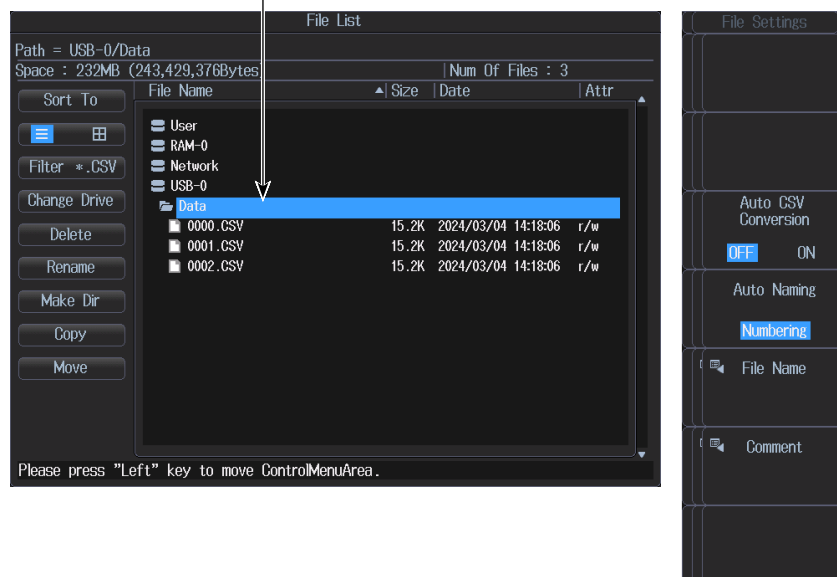 File List
Path = USB-0/Data
Space : 232MB (243,429,376Bytes)
Num Of Files : 3
File Name Size Date Attr
Sort To
Filter *.CSV
Change Drive
Delete
Rename
Make Dir
Copy
Move
User
RAM-0
Network
USB-0
Data
0000.CSV 15.2K 2024/03/04 14:18:06 r/w
0001.CSV 15.2K 2024/03/04 14:18:06 r/w
0002.CSV 15.2K 2024/03/04 14:18:06 r/w
Please press "Left" key to move ControlMenuArea.
File Settings
Auto CSV
Conversion
OFF ON
Auto Naming
Numbering
File Name
Comment